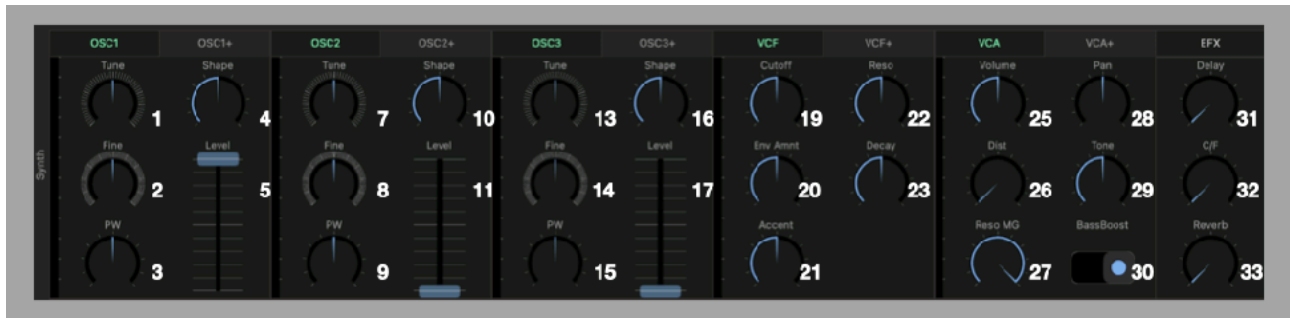 OSC1 OSC1+ OSC2 OSC2+ OSC3 OSC3+ VCF VCF+ VCA VCA+ EFX
Tune Shape Tune Shape Tune Shape Cutoff Reso Volume Pan Delay
1 4 7 10 13 16 19 22 25 28 31
Synth
Fine Level Fine Level Fine Level Env Amnt Decay Dist Tone C/F
2 5 8 11 14 17 20 23 26 29 32
PW PW PW Accent Reso MG BassBoost Reverb
3 9 15 21 27 30 33